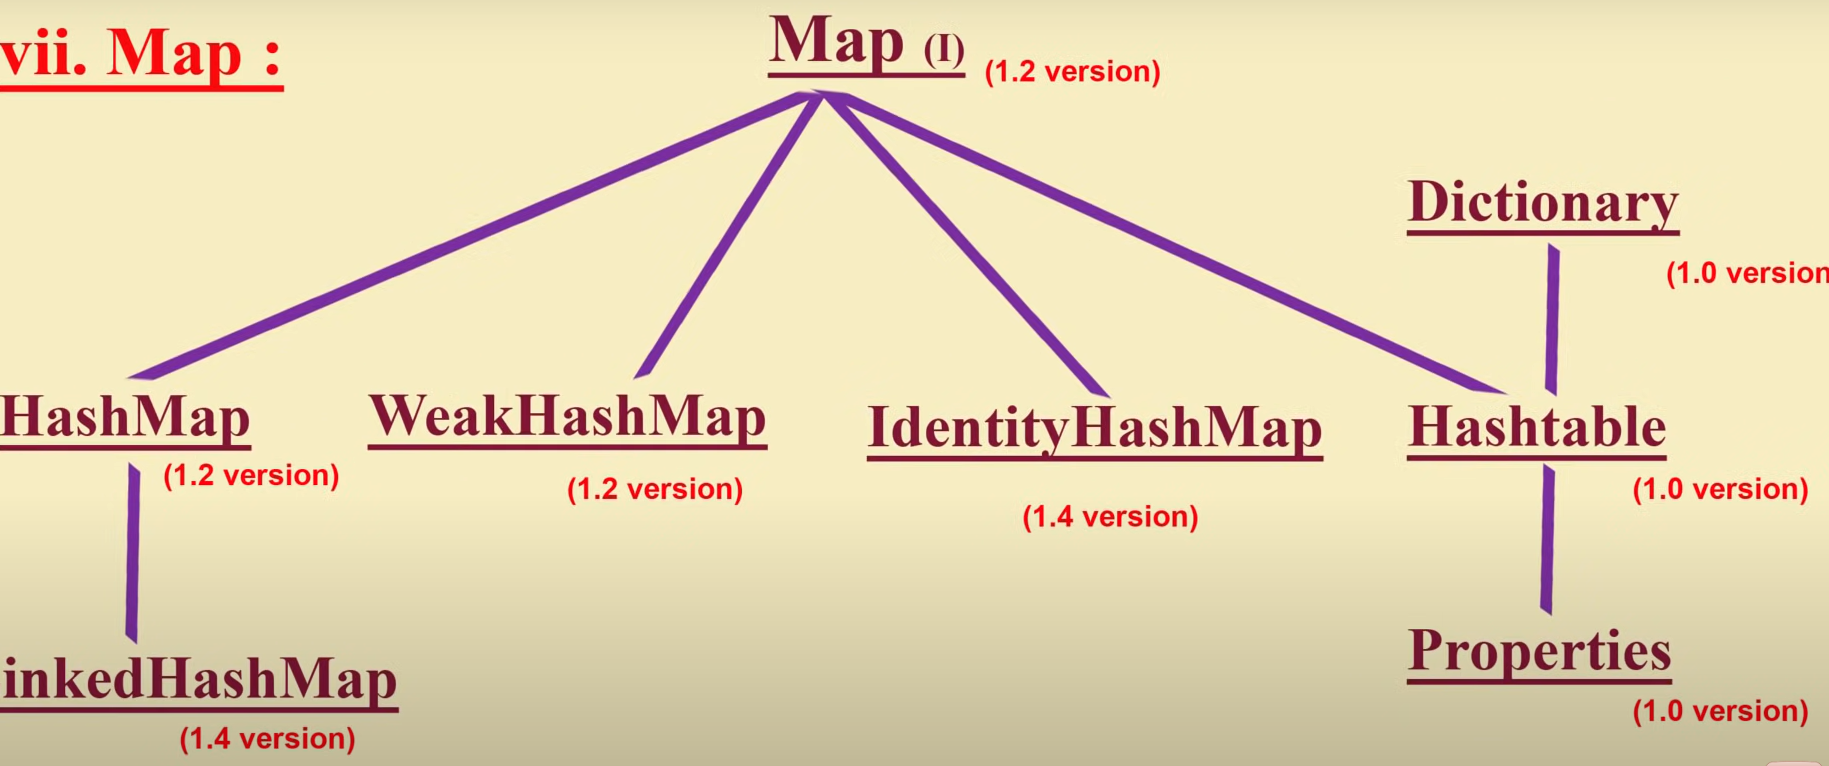 vii. Map :
Map (I) (1.2 version)
Dictionary
(1.0 version
HashMap
(1.2 version)
WeakHashMap
(1.2 version)
IdentityHashMap
(1.4 version)
Hashtable
(1.0 version)
inkedHashMap
(1.4 version)
Properties
(1.0 version)